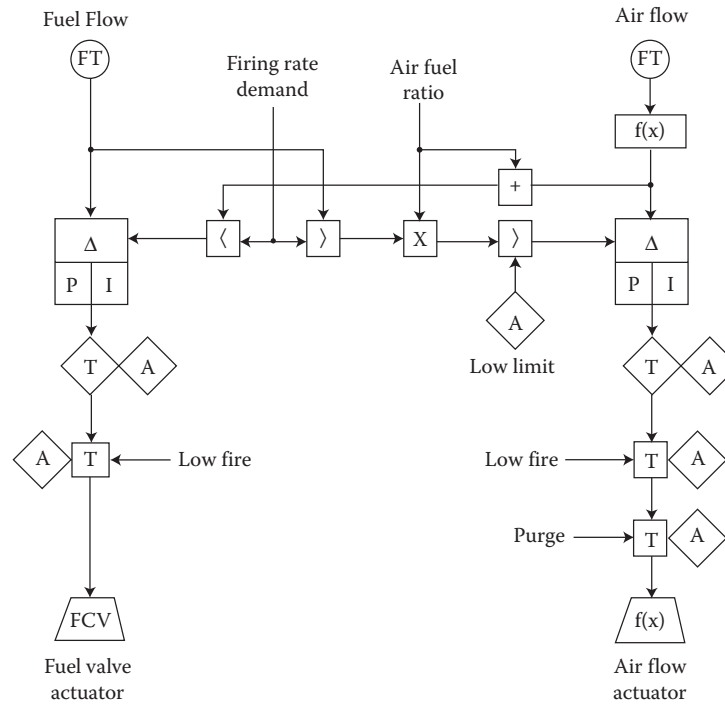 Fuel Flow
Air flow
FT
FT
Firing rate
demand
Air fuel
ratio
f(x)
+
Δ
⟨
⟩
X
⟩
Δ
P I
P I
A
Low limit
T A
T A
A T
Low fire
Low fire
T A
Purge
T A
FCV
f(x)
Fuel valve
actuator
Air flow
actuator